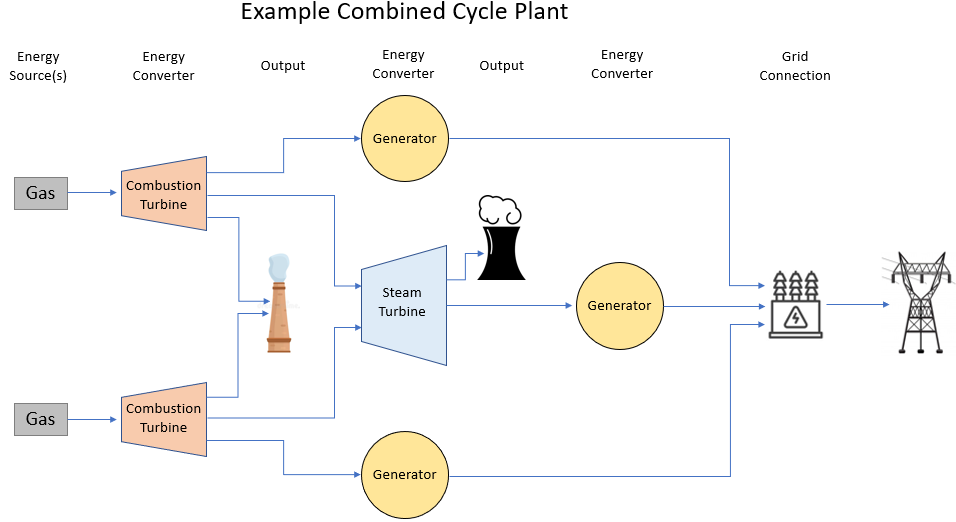 Example Combined Cycle Plant
Energy
Source(s)
Energy
Converter
Output
Energy
Converter
Output
Energy
Converter
Grid
Connection
Generator
Gas
Combustion
Turbine
Steam
Turbine
Generator
Gas
Combustion
Turbine
Generator